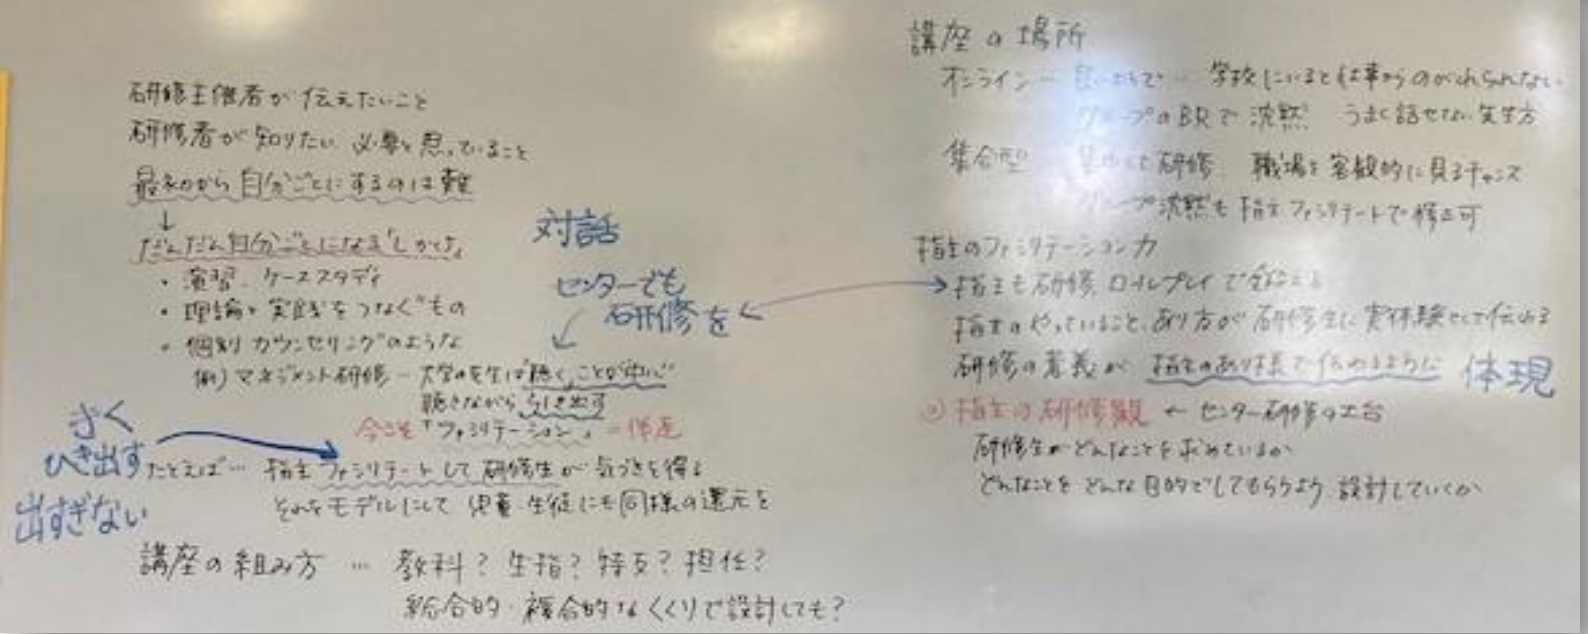 研修主催者が伝えたいこと
研修者が知りたい 必要と思っていること
最初から自分ごとにするのは難
↓
だんだん自分ごとになる「しかけ」
・演習、ケーススタディ
・理論と実践をつなぐもの
・個別カウンセリングのような
例)マネジメント研修 ― 大学の先生は「聴く」ことが中心
聴きながら 引き出す
今こそ「ファシリテーション」=伴走
たとえば… 指主 ファシリテートして 研修生が 気づきを得る
それをモデルにして 児童・生徒にも同様の還元を
講座の組み方 … 教科? 生指? 特支? 担任?
総合的・複合的なくくりで設計しても?
ひき出す
出すぎない
対話
センターでも
研修を
講座の場所
オンライン … 学校にいると仕事からのがれられない
グループのBRで沈黙 うまく話せない先生方
集合型 研修 職場を客観的に見るチャンス
グループ沈黙も 指主ファシリテートで修正可
指主のファシリテーション力
指主も研修、ロールプレイで
指主のやっていること、あり方が 研修生に実体験として伝わる
研修の意義が 指主のあり様で伝わるように
体現
◎指主の研修観 ← センター研修の土台
研修生がどんなことを求めているか
どんなことを どんな目的でしてもらうよう 設計していくか